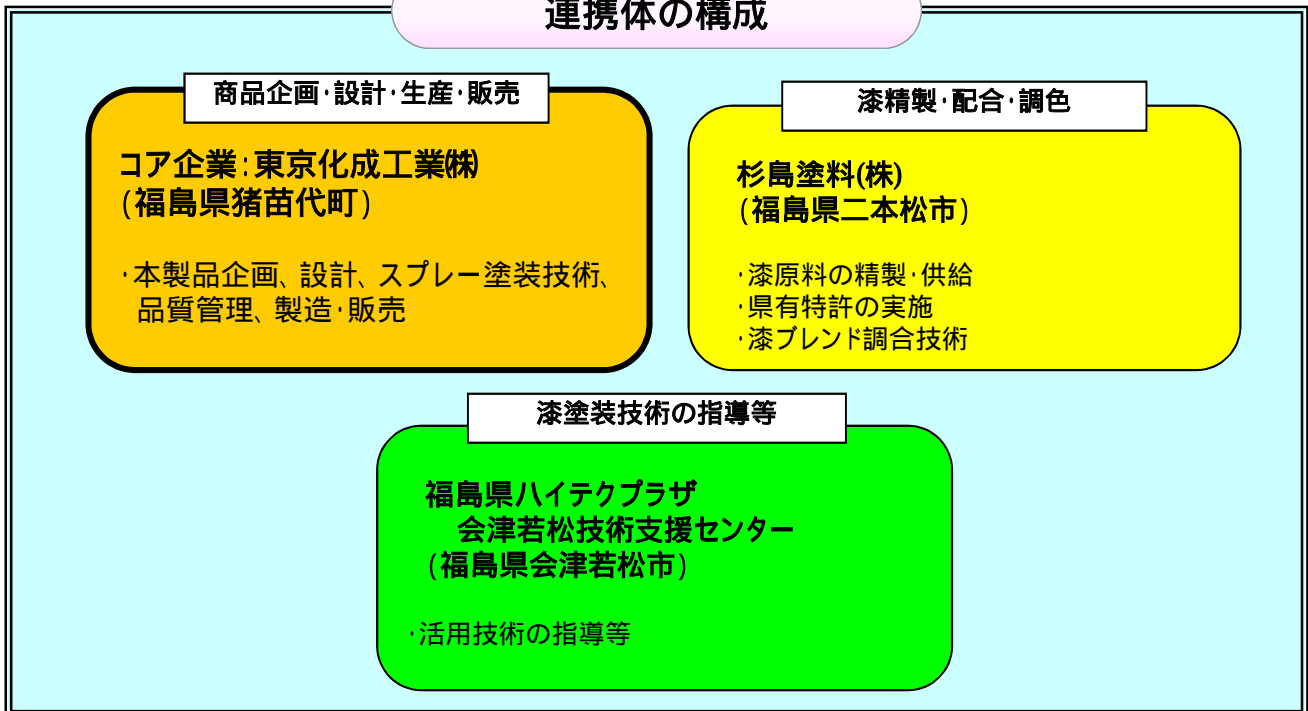 連携体の構成
商品企画･設計･生産･販売
コア企業:東京化成工業㈱
(福島県猪苗代町)
･本製品企画、設計、スプレー塗装技術、
品質管理、製造･販売
漆精製･配合･調色
杉島塗料(株)
(福島県二本松市)
･漆原料の精製･供給
･県有特許の実施
･漆ブレンド調合技術
漆塗装技術の指導等
福島県ハイテクプラザ
会津若松技術支援センター
(福島県会津若松市)
･活用技術の指導等